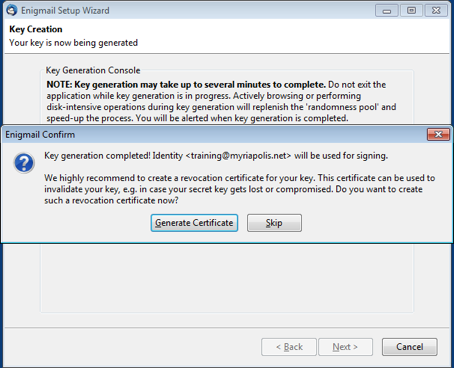 Enigmail Setup Wizard
Key Creation
Your key is now being generated
Key Generation Console
NOTE: Key generation may take up to several minutes to complete. Do not exit the
application while key generation is in progress. Actively browsing or performing
disk-intensive operations during key generation will replenish the 'randomness pool' and
speed-up the process. You will be alerted when key generation is completed.
Enigmail Confirm
Key generation completed! Identity <training@myriapolis.net> will be used for signing.
We highly recommend to create a revocation certificate for your key. This certificate can be used to
invalidate your key, e.g. in case your secret key gets lost or compromised. Do you want to create
such a revocation certificate now?
Generate Certificate
Skip
< Back
Next >
Cancel